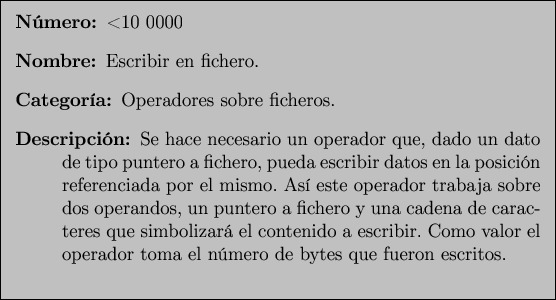 Número: <10 0000
Nombre: Escribir en fichero.
Categoría: Operadores sobre ficheros.
Descripción: Se hace necesario un operador que, dado un dato
de tipo puntero a fichero, pueda escribir datos en la posición
referenciada por el mismo. Así este operador trabaja sobre
dos operandos, un puntero a fichero y una cadena de carac-
teres que simbolizará el contenido a escribir. Como valor el
operador toma el número de bytes que fueron escritos.